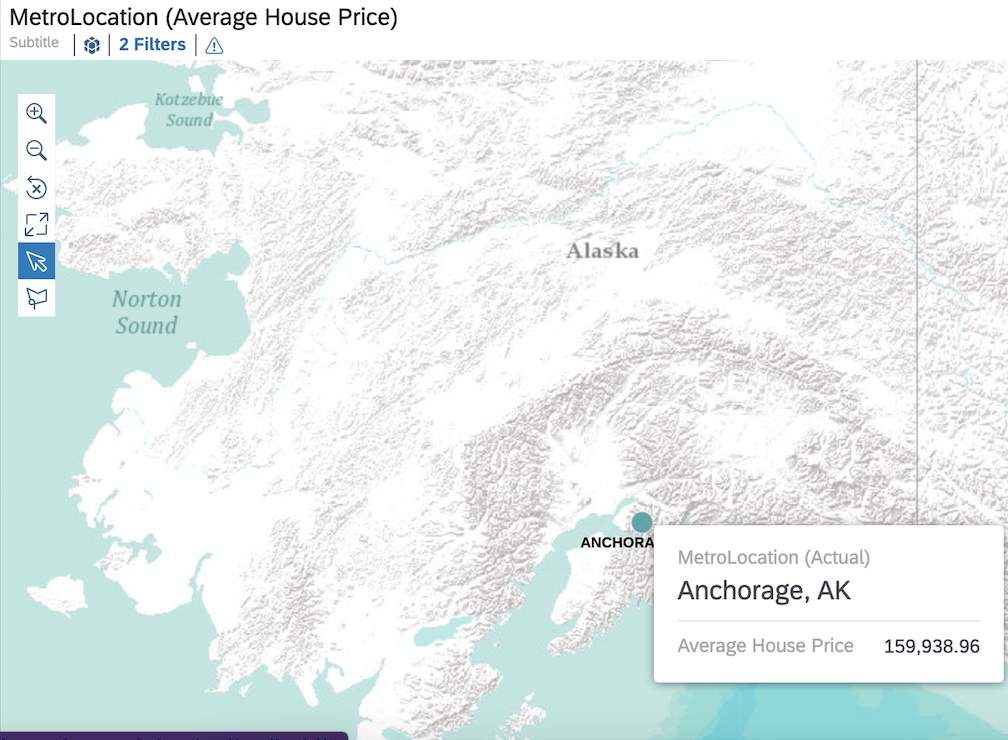 MetroLocation (Average House Price)
Subtitle
2 Filters
Kotzebue
Sound
Alaska
Norton
Sound
ANCHORA
MetroLocation (Actual)
Anchorage, AK
Average House Price 159,938.96